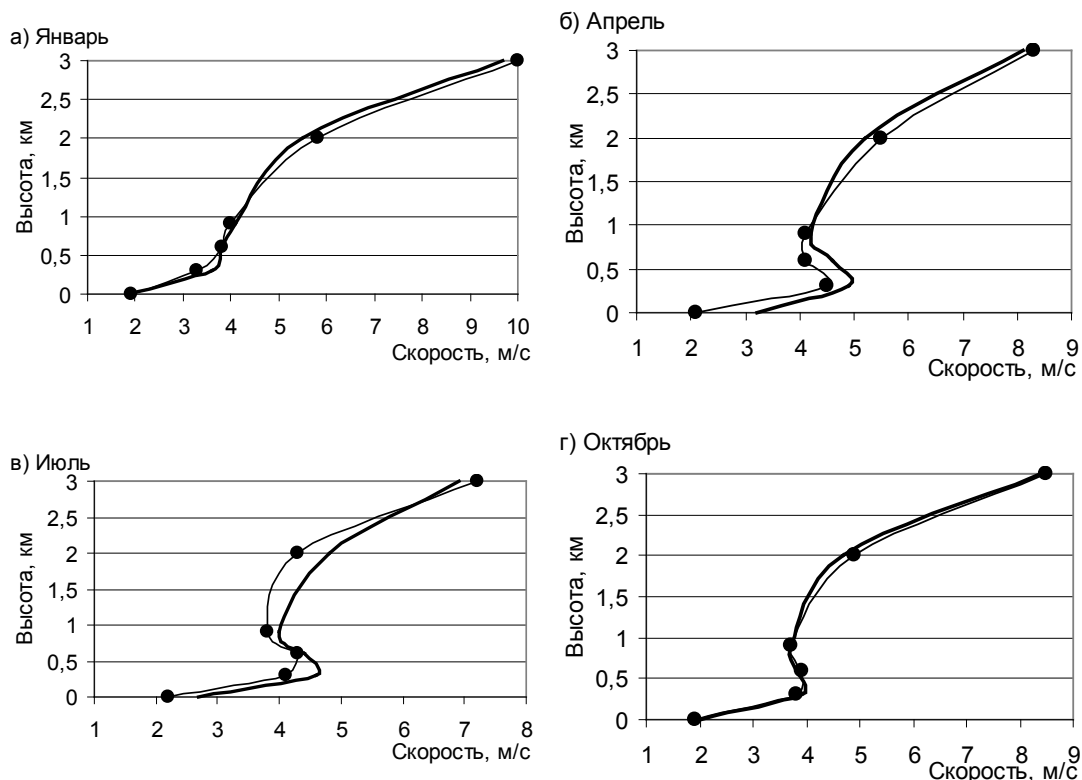 а) Январь
3
2,5
2
1,5
1
0,5
0
Высота, км
1 2 3 4 5 6 7 8 9 10
Скорость, м/с
б) Апрель
3
2,5
2
1,5
1
0,5
0
Высота, км
1 2 3 4 5 6 7 8 9
Скорость, м/с
в) Июль
3
2,5
2
1,5
1
0,5
0
Высота, км
1 2 3 4 5 6 7 8
Скорость, м/с
г) Октябрь
3
2,5
2
1,5
1
0,5
0
Высота, км
1 2 3 4 5 6 7 8 9
Скорость, м/с